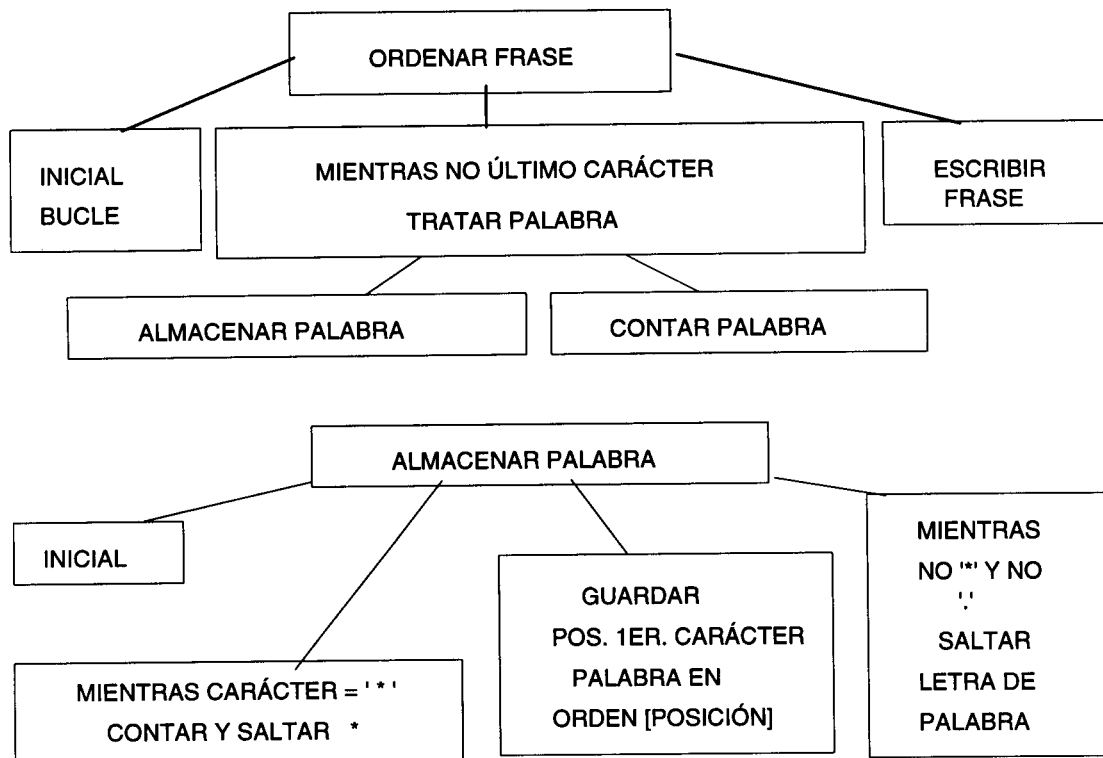 ORDENAR FRASE
INICIAL
BUCLE
MIENTRAS NO ÚLTIMO CARÁCTER
TRATAR PALABRA
ESCRIBIR
FRASE
ALMACENAR PALABRA
CONTAR PALABRA
ALMACENAR PALABRA
INICIAL
MIENTRAS CARÁCTER = '*'
CONTAR Y SALTAR *
GUARDAR
POS. 1ER. CARÁCTER
PALABRA EN
ORDEN [POSICIÓN]
MIENTRAS
NO '*' Y NO
'.'
SALTAR
LETRA DE
PALABRA